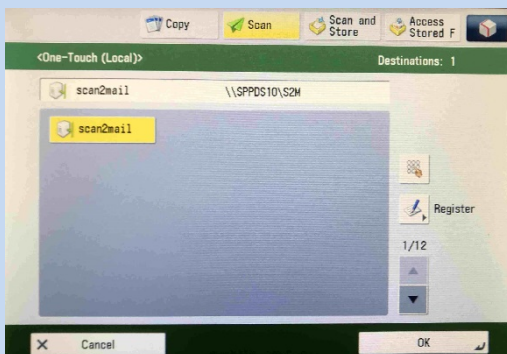 Copy
Scan
Scan and
Store
Access
Stored F
<One-Touch (Local)>
Destinations: 1
scan2mail \\SPPDS10\S2M
scan2mail
Register
1/12
Cancel
OK